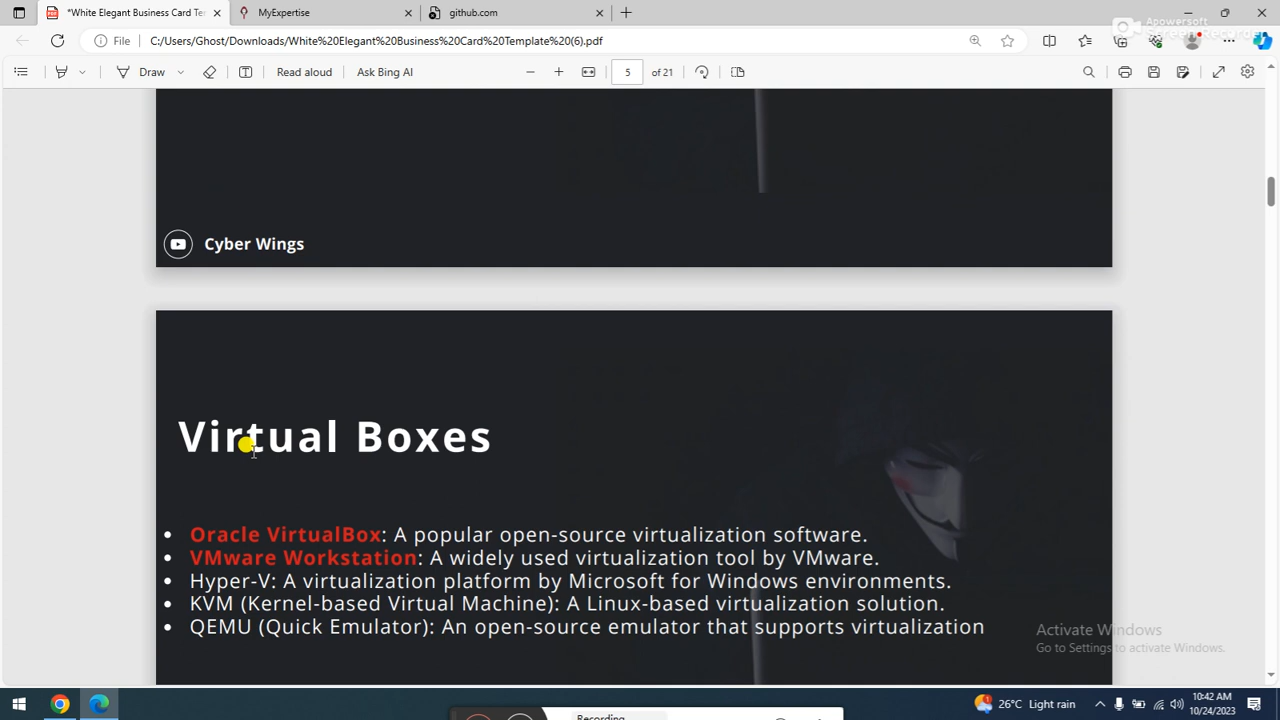 *White Elegant Business Card Ter
MyExpertise
github.com
Apowersoft
Screen Recorder
File
C:/Users/Ghost/Downloads/White%20Elegant%20Business%20Card%20Template%20(6).pdf
Draw
Read aloud
Ask Bing AI
5
of 21
Cyber Wings
Virtual Boxes
• Oracle VirtualBox: A popular open-source virtualization software.
• VMware Workstation: A widely used virtualization tool by VMware.
• Hyper-V: A virtualization platform by Microsoft for Windows environments.
• KVM (Kernel-based Virtual Machine): A Linux-based virtualization solution.
• QEMU (Quick Emulator): An open-source emulator that supports virtualization
Activate Windows
Go to Settings to activate Windows.
26°C Light rain
10:42 AM
10/24/2023
Recording